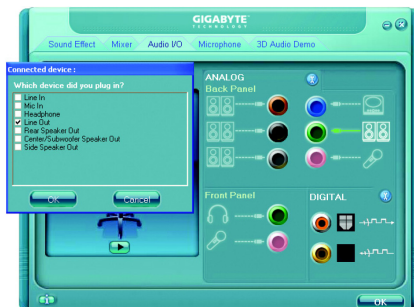 GIGABYTE
TECHNOLOGY
Sound Effect
Mixer
Audio I/O
Microphone
3D Audio Demo
Connected device :
Which device did you plug in?
Line In
Mic In
Headphone
Line Out
Rear Speaker Out
Center/Subwoofer Speaker Out
Side Speaker Out
OK
Cancel
ANALOG
Back Panel
Front Panel
DIGITAL
OK